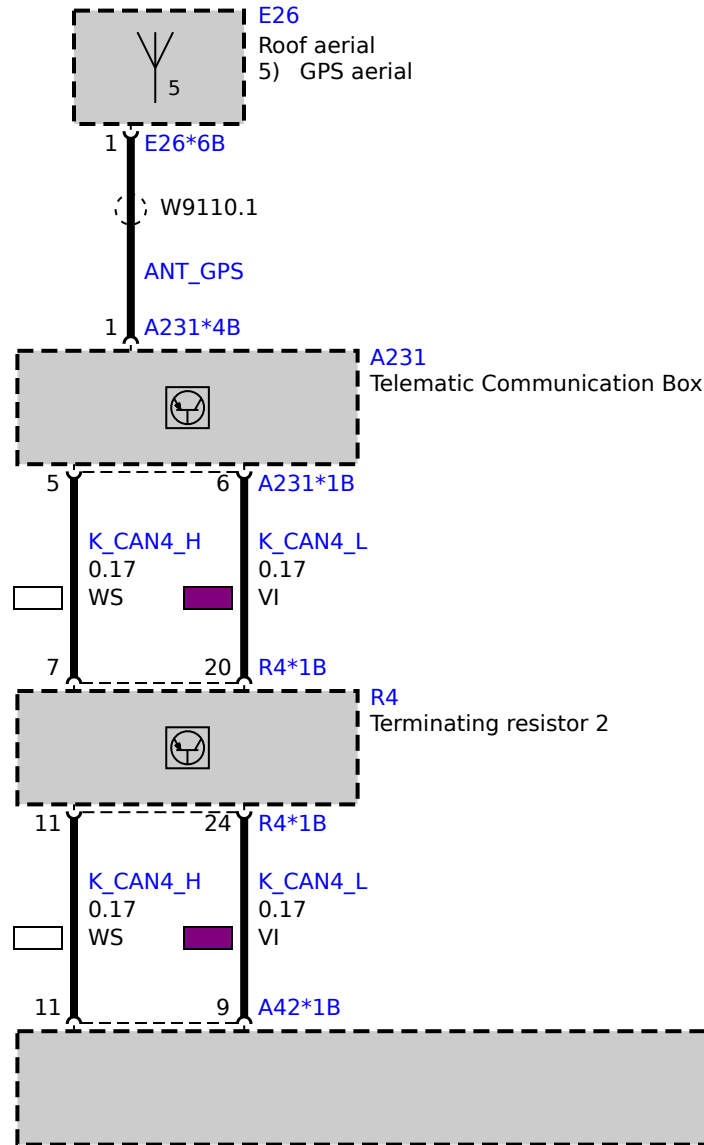 E26
Roof aerial
5) GPS aerial
5
1 E26*6B
W9110.1
ANT_GPS
1 A231*4B
A231
Telematic Communication Box
5 6 A231*1B
K_CAN4_H K_CAN4_L
0.17 0.17
WS VI
7 20 R4*1B
R4
Terminating resistor 2
11 24 R4*1B
K_CAN4_H K_CAN4_L
0.17 0.17
WS VI
11 9 A42*1B